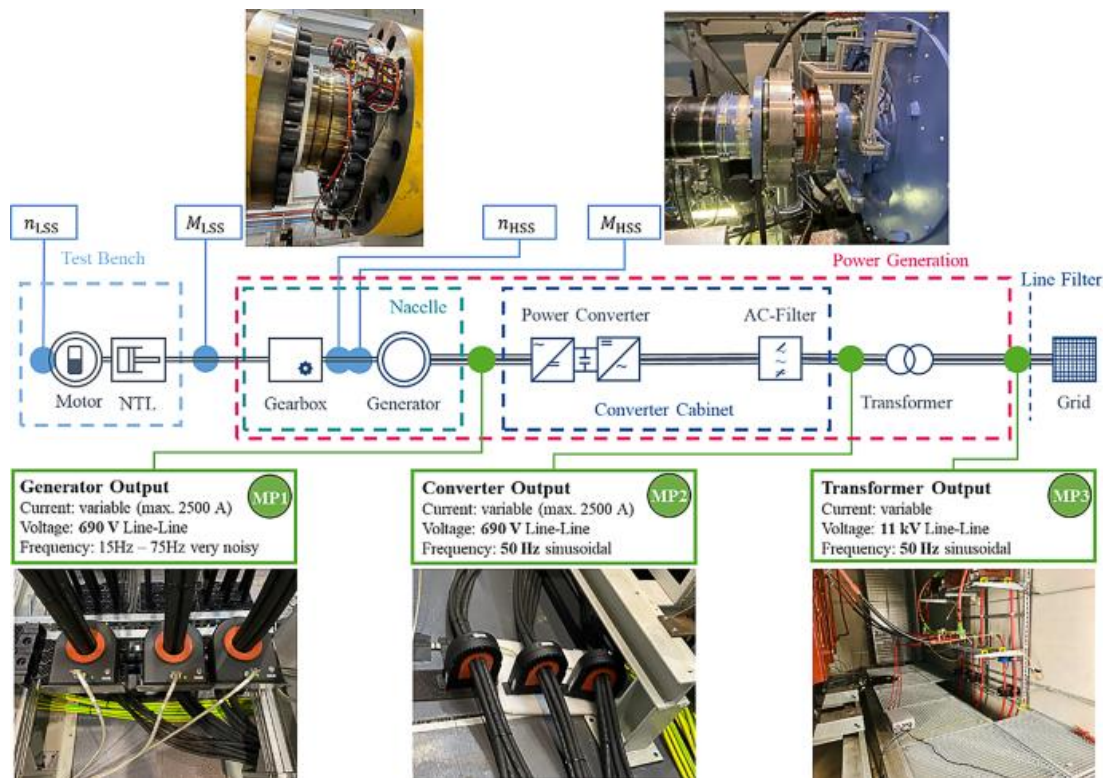 n_LSS
M_LSS
n_HSS
M_HSS
Test Bench
Power Generation
Nacelle
Line Filter
Power Converter
AC-Filter
Motor
NTL
Gearbox
Generator
Converter Cabinet
Transformer
Grid
Generator Output
MP1
Current: variable (max. 2500 A)
Voltage: 690 V Line-Line
Frequency: 15Hz – 75Hz very noisy
Converter Output
MP2
Current: variable (max. 2500 A)
Voltage: 690 V Line-Line
Frequency: 50 Hz sinusoidal
Transformer Output
MP3
Current: variable
Voltage: 11 kV Line-Line
Frequency: 50 Hz sinusoidal